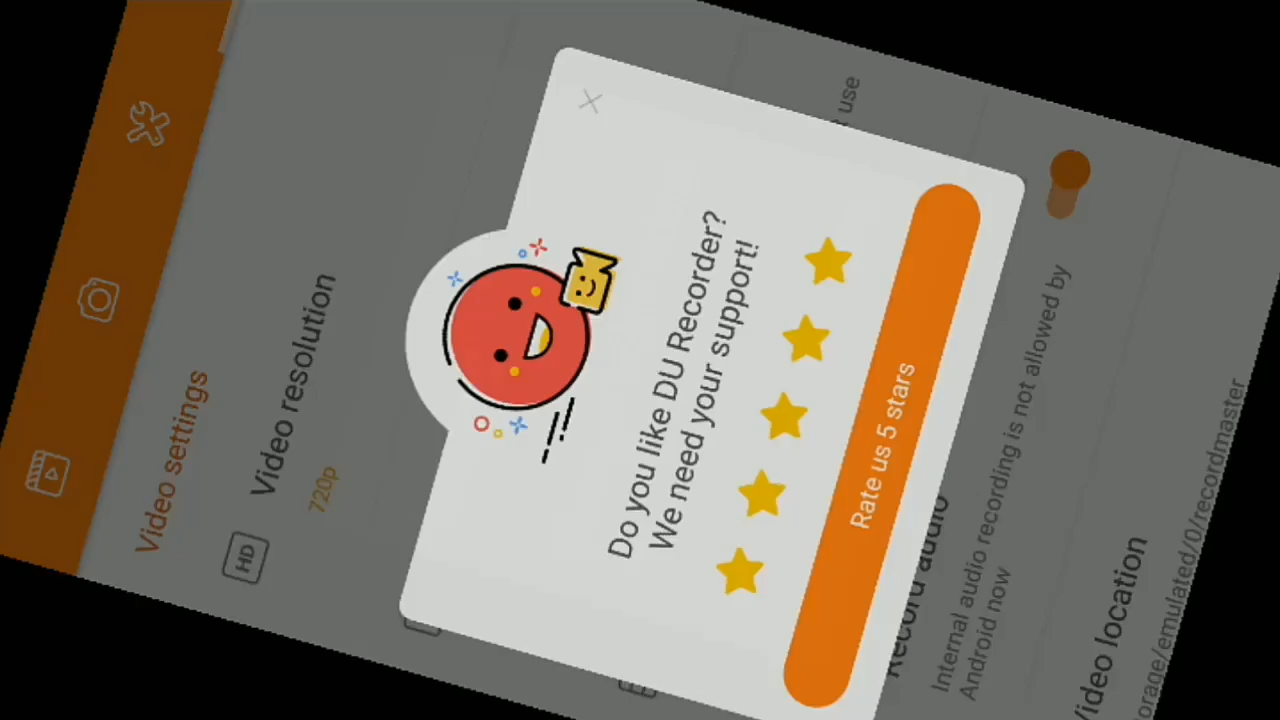 Video settings
Video resolution
720p
HD
use
Do you like DU Recorder?
We need your support!
Rate us 5 stars
Record audio
Internal audio recording is not allowed by
Android now
Video location
orage/emulated/0/recordmaster